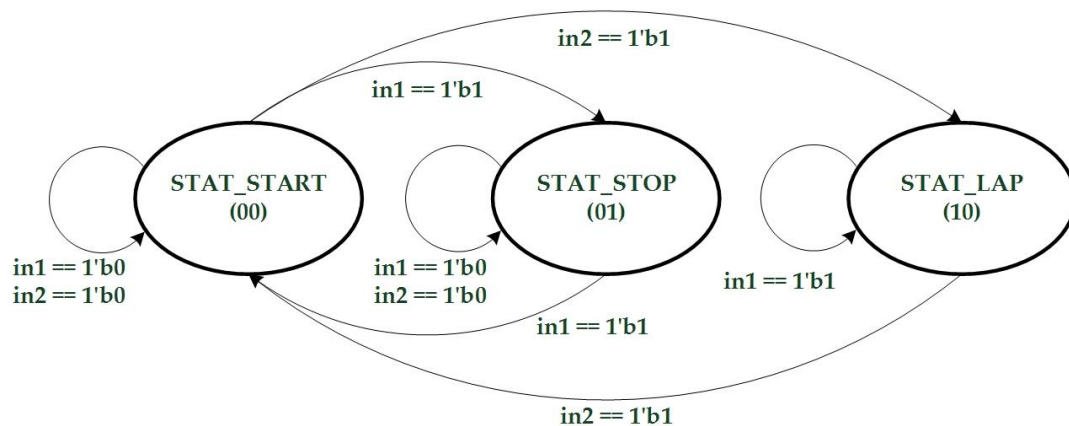 in2 == 1'b1
in1 == 1'b1
STAT_START
(00)
STAT_STOP
(01)
STAT_LAP
(10)
in1 == 1'b0
in2 == 1'b0
in1 == 1'b0
in2 == 1'b0
in1 == 1'b1
in1 == 1'b1
in2 == 1'b1